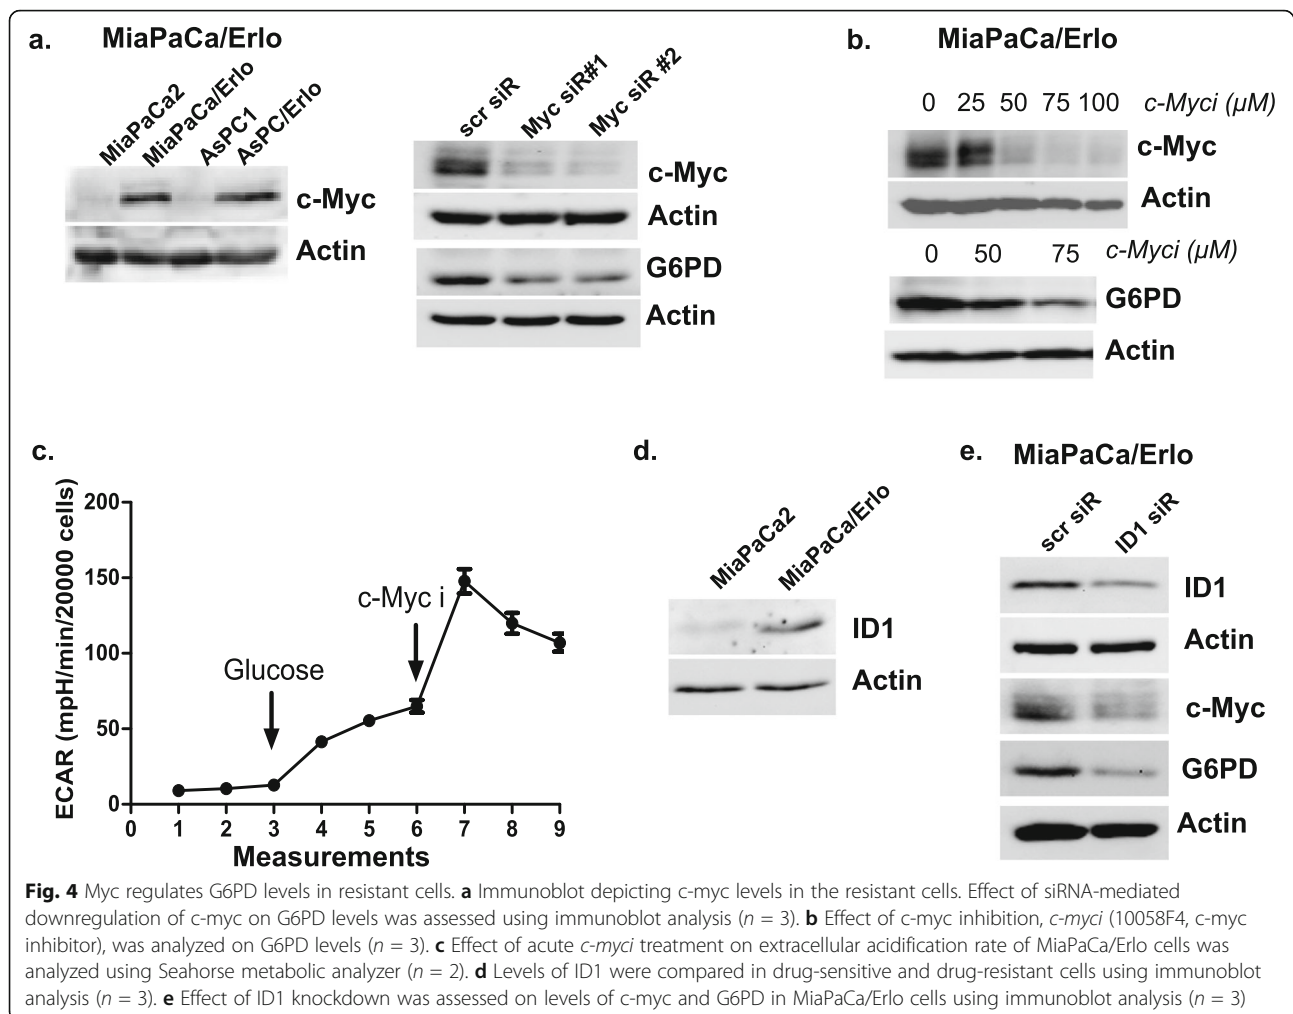 a.
MiaPaCa/Erlo
MiaPaCa2
MiaPaCa/Erlo
AsPC1
AsPC/Erlo
c-Myc
Actin
scr siR
Myc siR#1
Myc siR #2
c-Myc
Actin
G6PD
Actin
b.
MiaPaCa/Erlo
0 25 50 75 100 c-Myci (μM)
c-Myc
Actin
0 50 75 c-Myci (μM)
G6PD
Actin
c.
ECAR (mpH/min/20000 cells)
200
150
100
50
0
Glucose
c-Myc i
0 1 2 3 4 5 6 7 8 9
Measurements
d.
MiaPaCa2
MiaPaCa/Erlo
ID1
Actin
e.
MiaPaCa/Erlo
scr siR
ID1 siR
ID1
Actin
c-Myc
G6PD
Actin
Fig. 4 Myc regulates G6PD levels in resistant cells. a Immunoblot depicting c-myc levels in the resistant cells. Effect of siRNA-mediated
downregulation of c-myc on G6PD levels was assessed using immunoblot analysis (n = 3). b Effect of c-myc inhibition, c-myci (10058F4, c-myc
inhibitor), was analyzed on G6PD levels (n = 3). c Effect of acute c-myci treatment on extracellular acidification rate of MiaPaCa/Erlo cells was
analyzed using Seahorse metabolic analyzer (n = 2). d Levels of ID1 were compared in drug-sensitive and drug-resistant cells using immunoblot
analysis (n = 3). e Effect of ID1 knockdown was assessed on levels of c-myc and G6PD in MiaPaCa/Erlo cells using immunoblot analysis (n = 3)